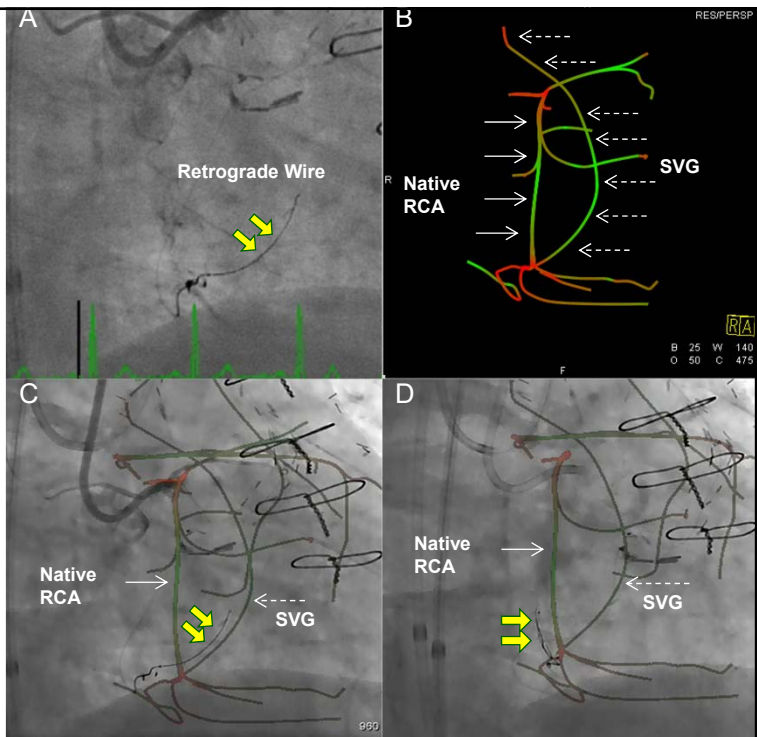 A
Retrograde Wire
B
RES/PERSP
R
Native
RCA
SVG
RA
B 25 W 140
O 50 C 475
F
C
Native
RCA
SVG
960
D
Native
RCA
SVG